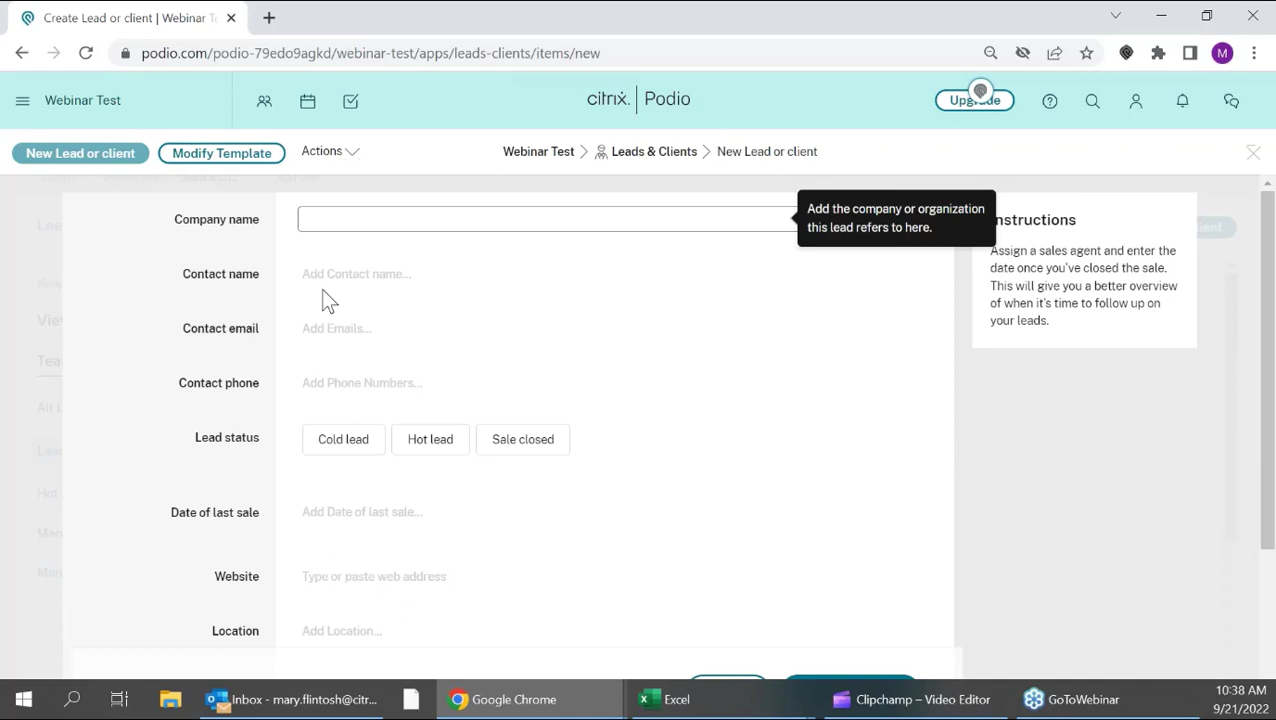 Create Lead or client | Webinar Te
podio.com/podio-79edo9agkd/webinar-test/apps/leads-clients/items/new
M
Webinar Test
citrix. | Podio
Upgrade
New Lead or client
Modify Template
Actions
Webinar Test
Leads & Clients
New Lead or client
Company name
Add the company or organization
this lead refers to here.
Instructions
Assign a sales agent and enter the
date once you've closed the sale.
This will give you a better overview
of when it's time to follow up on
your leads.
Contact name
Add Contact name...
Contact email
Add Emails...
Contact phone
Add Phone Numbers...
Lead status
Cold lead
Hot lead
Sale closed
Date of last sale
Add Date of last sale...
Website
Type or paste web address
Location
Add Location...
Inbox - mary.flintosh@citr...
Google Chrome
Excel
Clipchamp – Video Editor
GoToWebinar
10:38 AM
9/21/2022